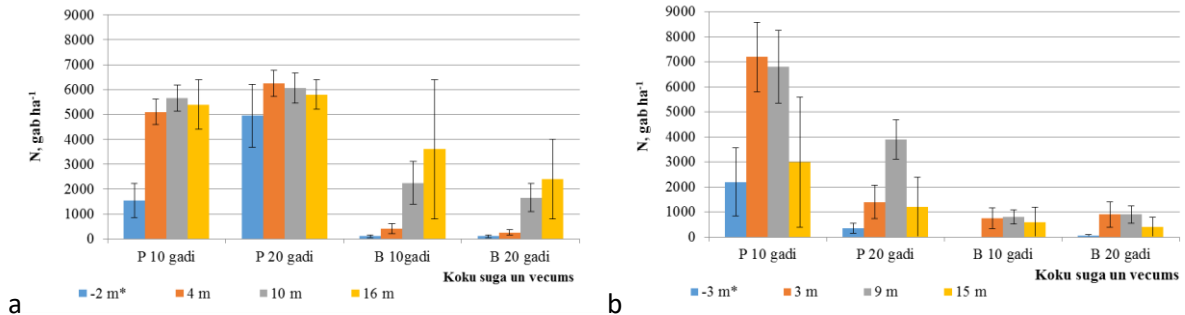 9000
8000
7000
6000
5000
4000
3000
2000
1000
0
N, gab ha⁻¹
P 10 gadi P 20 gadi B 10gadi B 20 gadi
Koku suga un vecums
-2 m* 4 m 10 m 16 m
a
9000
8000
7000
6000
5000
4000
3000
2000
1000
0
N, gab ha⁻¹
P 10 gadi P 20 gadi B 10 gadi B 20 gadi
Koku suga un vecums
-3 m* 3 m 9 m 15 m
b